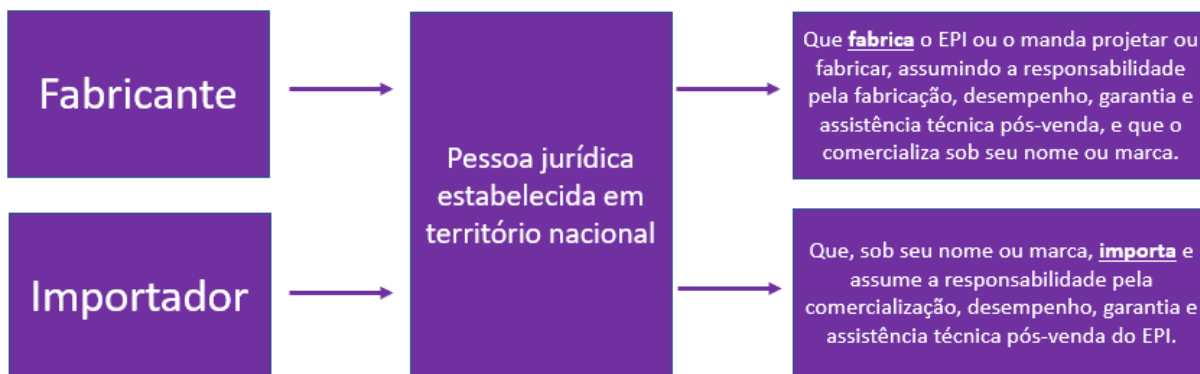 Fabricante
Pessoa jurídica
estabelecida em
território nacional
Que fabrica o EPI ou o manda projetar ou
fabricar, assumindo a responsabilidade
pela fabricação, desempenho, garantia e
assistência técnica pós-venda, e que o
comercializa sob seu nome ou marca.
Importador
Que, sob seu nome ou marca, importa e
assume a responsabilidade pela
comercialização, desempenho, garantia e
assistência técnica pós-venda do EPI.